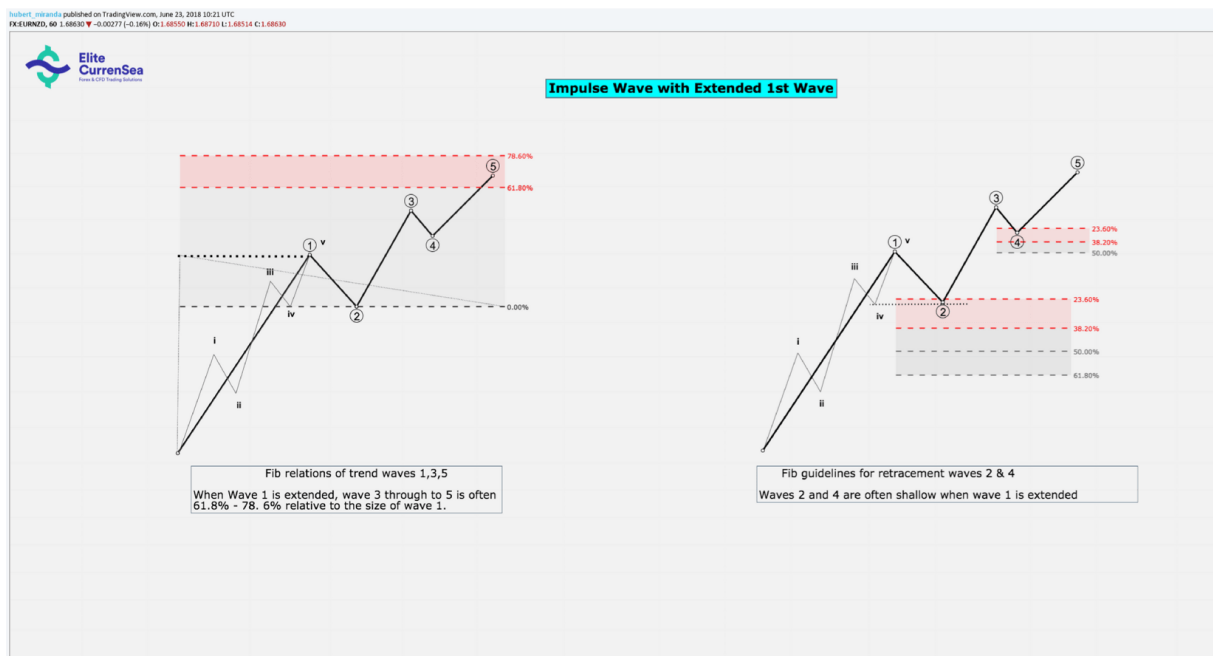 hubert_miranda published on TradingView.com, June 23, 2018 10:21 UTC
FX:EURNZD, 60 1.68630 ▼ −0.00277 (−0.16%) O:1.68550 H:1.68710 L:1.68514 C:1.68630
Elite
CurrenSea
Forex & CFD Trading Solutions
Impulse Wave with Extended 1st Wave
78.60%
5
61.80%
3
1 v
4
iii
iv
0.00%
2
i
ii
Fib relations of trend waves 1,3,5
When Wave 1 is extended, wave 3 through to 5 is often
61.8% - 78. 6% relative to the size of wave 1.
5
3
23.60%
1 v
4
38.20%
50.00%
iii
23.60%
iv
2
38.20%
i
50.00%
61.80%
ii
Fib guidelines for retracement waves 2 & 4
Waves 2 and 4 are often shallow when wave 1 is extended